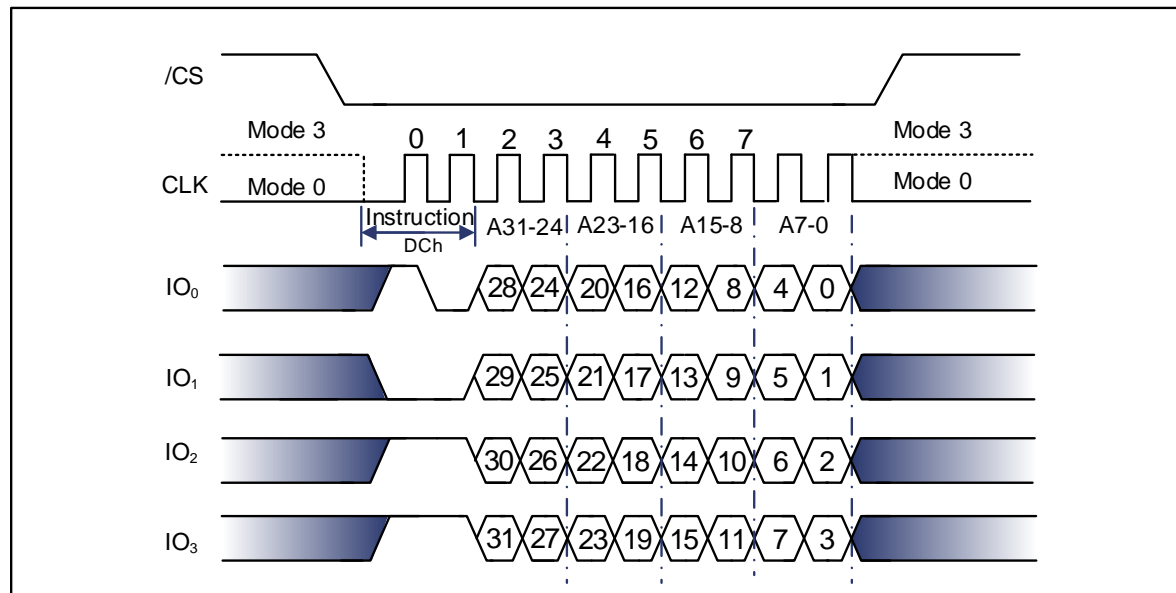 /CS
Mode 3 Mode 3
0 1 2 3 4 5 6 7
CLK Mode 0 Mode 0
Instruction A31-24 A23-16 A15-8 A7-0
DCh
IO₀ 28 24 20 16 12 8 4 0
IO₁ 29 25 21 17 13 9 5 1
IO₂ 30 26 22 18 14 10 6 2
IO₃ 31 27 23 19 15 11 7 3